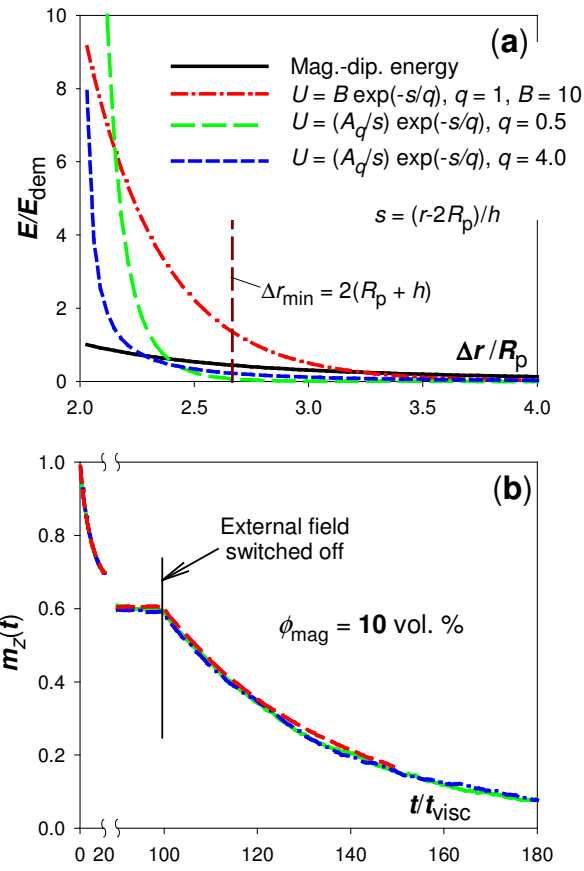 (a)
10
8
6
4
2
0
E/E_dem
Mag.-dip. energy
U = B exp(-s/q), q = 1, B = 10
U = (A_q/s) exp(-s/q), q = 0.5
U = (A_q/s) exp(-s/q), q = 4.0
s = (r-2R_p)/h
Δr_min = 2(R_p + h)
Δr/R_p
2.0 2.5 3.0 3.5 4.0
(b)
1.0
0.8
0.6
0.4
0.2
0.0
m_z(t)
External field
switched off
ϕ_mag = 10 vol. %
t/t_visc
0 20 100 120 140 160 180